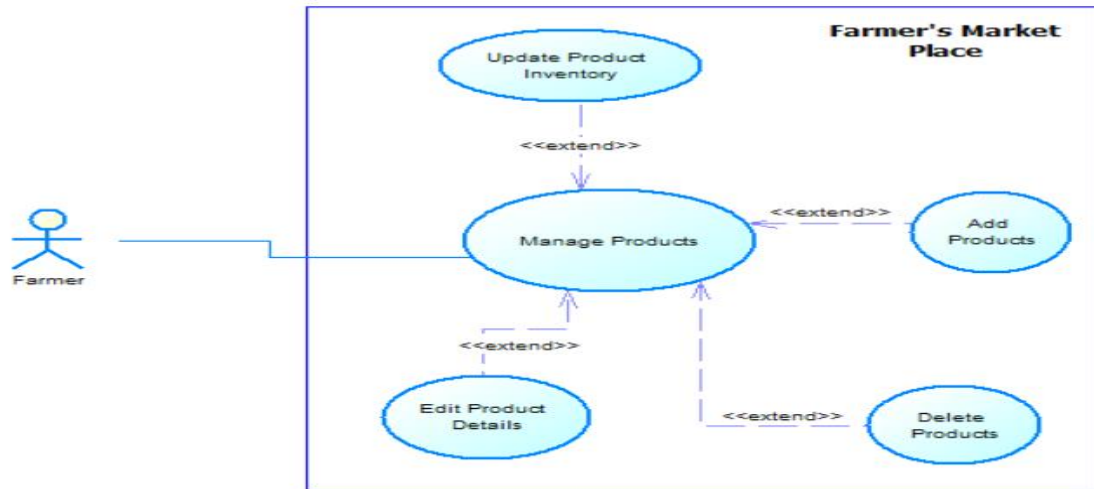 Farmer's Market
Place
Update Product
Inventory
<<extend>>
Manage Products
<<extend>>
Add
Products
Farmer
<<extend>>
Edit Product
Details
<<extend>>
Delete
Products